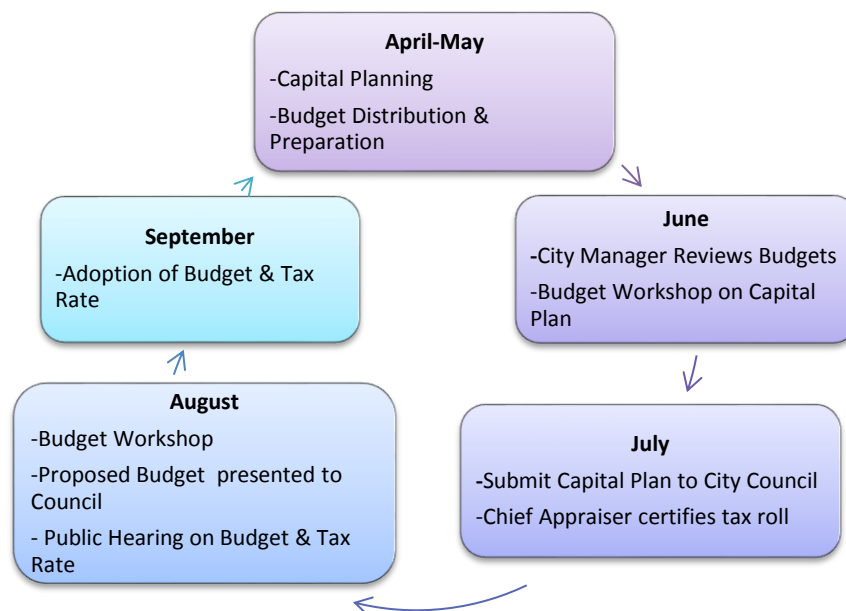 April-May
-Capital Planning
-Budget Distribution &
Preparation
June
-City Manager Reviews Budgets
-Budget Workshop on Capital
Plan
July
-Submit Capital Plan to City Council
-Chief Appraiser certifies tax roll
August
-Budget Workshop
-Proposed Budget  presented to
Council
- Public Hearing on Budget & Tax
Rate
September
-Adoption of Budget & Tax
Rate